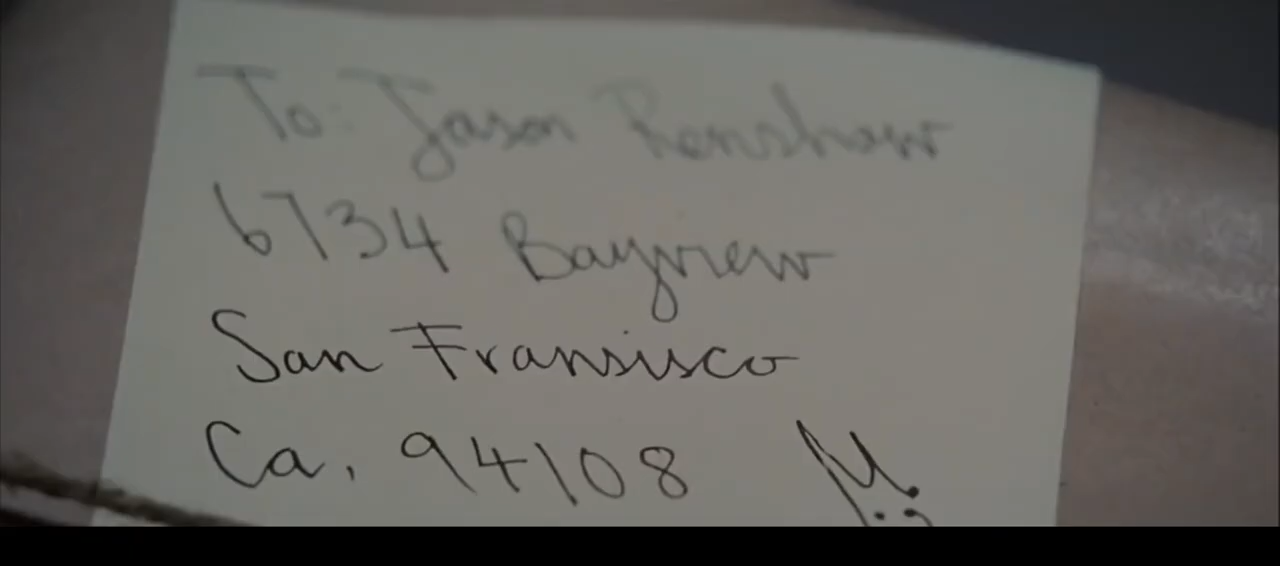 To: Jason Renshaw
6734 Bayview
San Fransisco
Ca, 94108